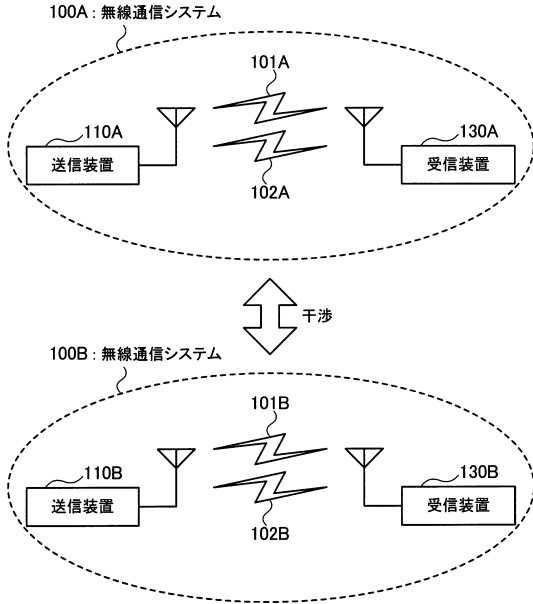 100A：無線通信システム
101A
110A
130A
送信装置
受信装置
102A
干渉
100B：無線通信システム
101B
110B
130B
送信装置
受信装置
102B